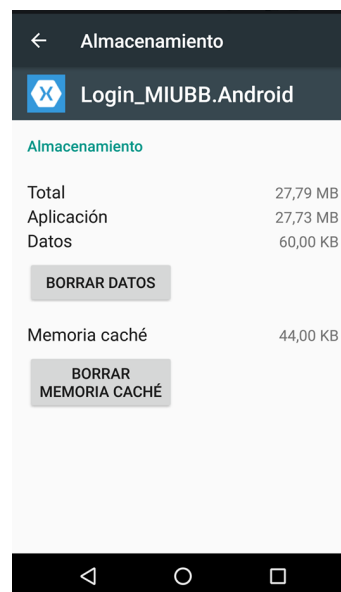 Almacenamiento
Login_MIUBB.Android
Almacenamiento
Total 27,79 MB
Aplicación 27,73 MB
Datos 60,00 KB
BORRAR DATOS
Memoria caché 44,00 KB
BORRAR
MEMORIA CACHÉ